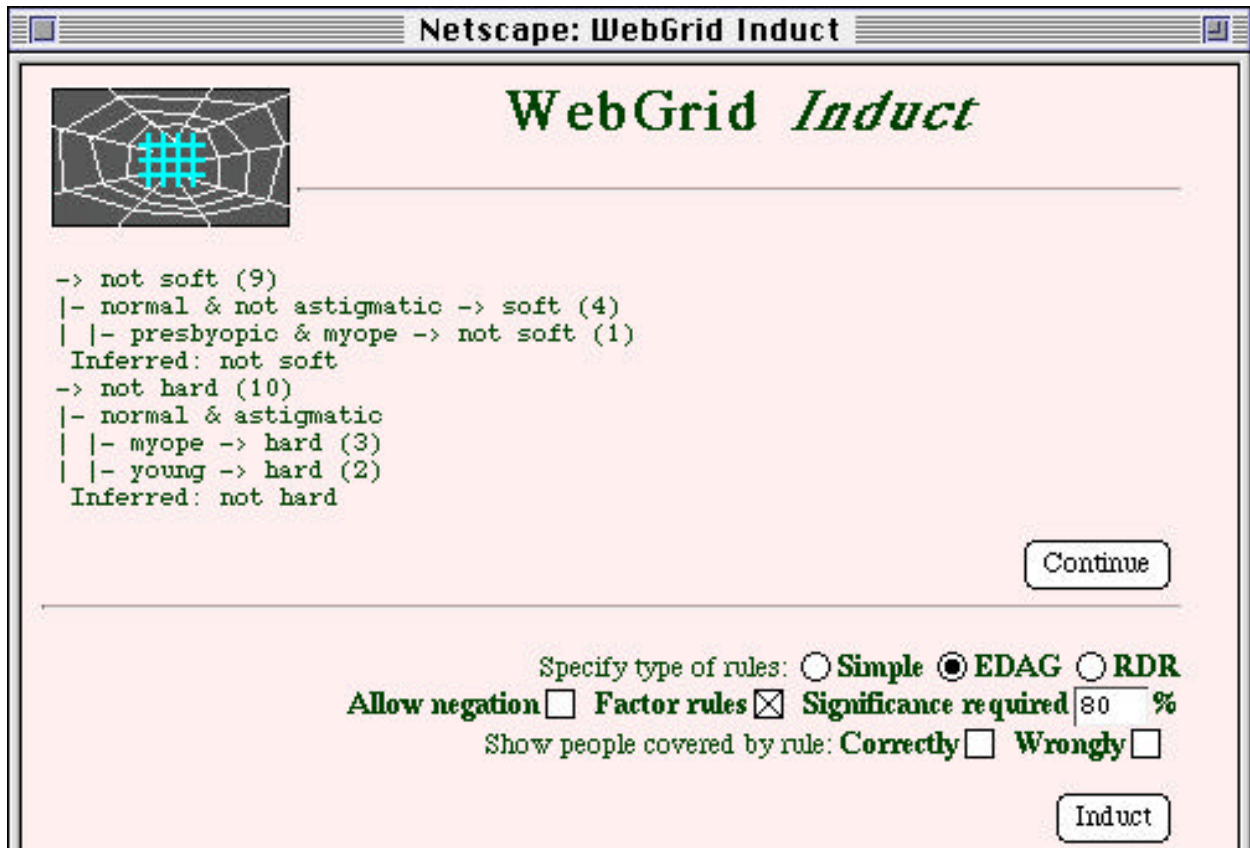 Netscape: WebGrid Induct
WebGrid Induct
-> not soft (9)
|- normal & not astigmatic -> soft (4)
| |- presbyopic & myope -> not soft (1)
Inferred: not soft
-> not hard (10)
|- normal & astigmatic
| |- myope -> hard (3)
| |- young -> hard (2)
Inferred: not hard
Continue
Specify type of rules: Simple EDAG RDR
Allow negation Factor rules Significance required 80 %
Show people covered by rule: Correctly Wrongly
Induct